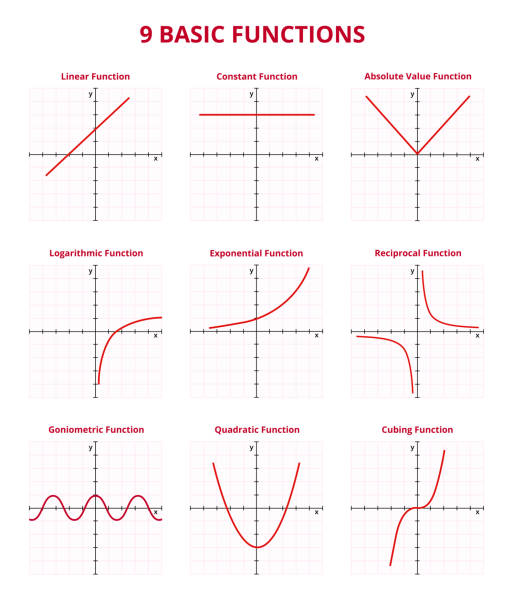 9 BASIC FUNCTIONS
Linear Function
Constant Function
Absolute Value Function
y
x
y
x
y
x
Logarithmic Function
Exponential Function
Reciprocal Function
y
x
y
x
y
x
Goniometric Function
Quadratic Function
Cubing Function
y
x
y
x
y
x